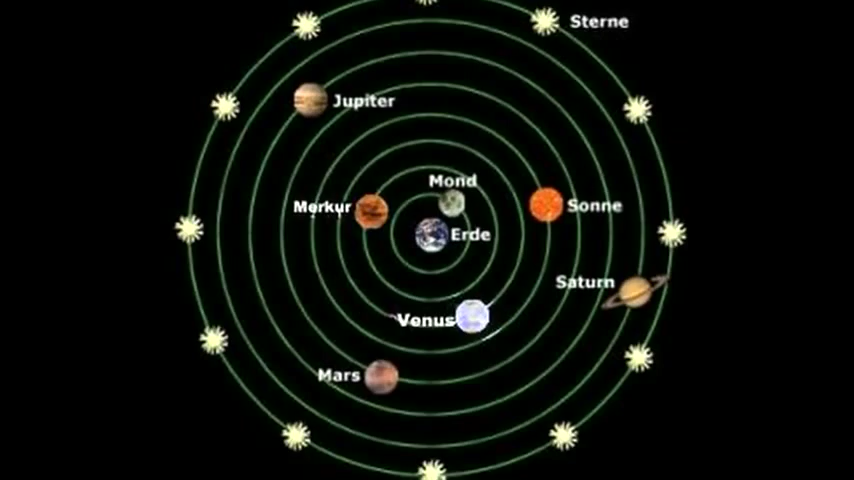 Sterne
Jupiter
Mond
Merkur
Sonne
Erde
Saturn
Venus
Mars